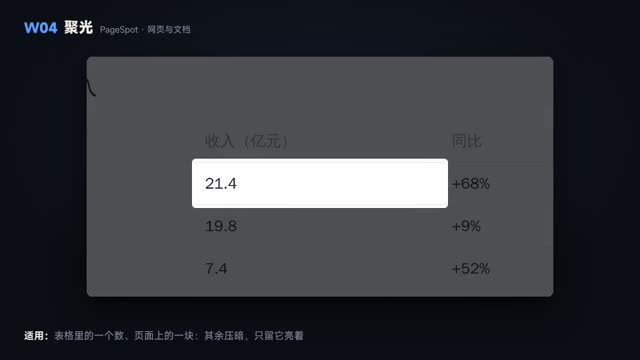 W04 聚光 PageSpot · 网页与文档
收入（亿元） 同比
21.4 +68%
19.8 +9%
7.4 +52%
适用：表格里的一个数、页面上的一块：其余压暗，只留它亮着